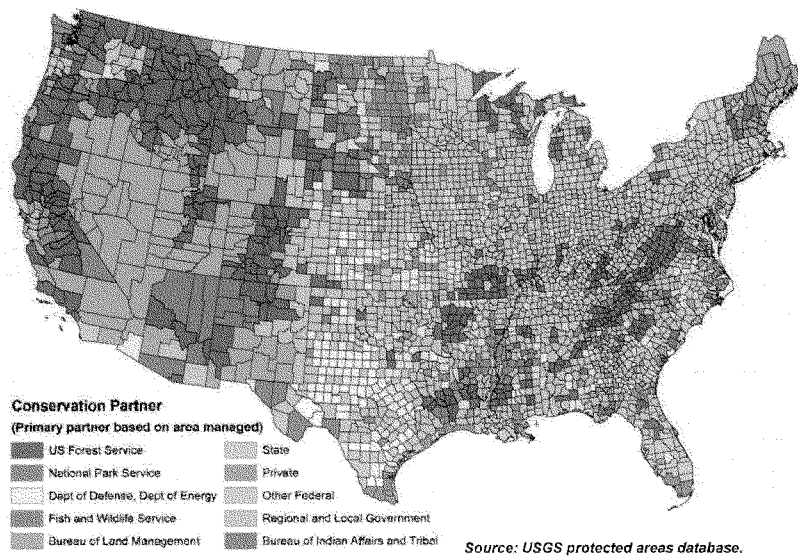 Conservation Partner
(Primary partner based on area managed)
US Forest Service
National Park Service
Dept of Defense, Dept of Energy
Fish and Wildlife Service
Bureau of Land Management
State
Private
Other Federal
Regional and Local Government
Bureau of Indian Affairs and Tribal
Source: USGS protected areas database.